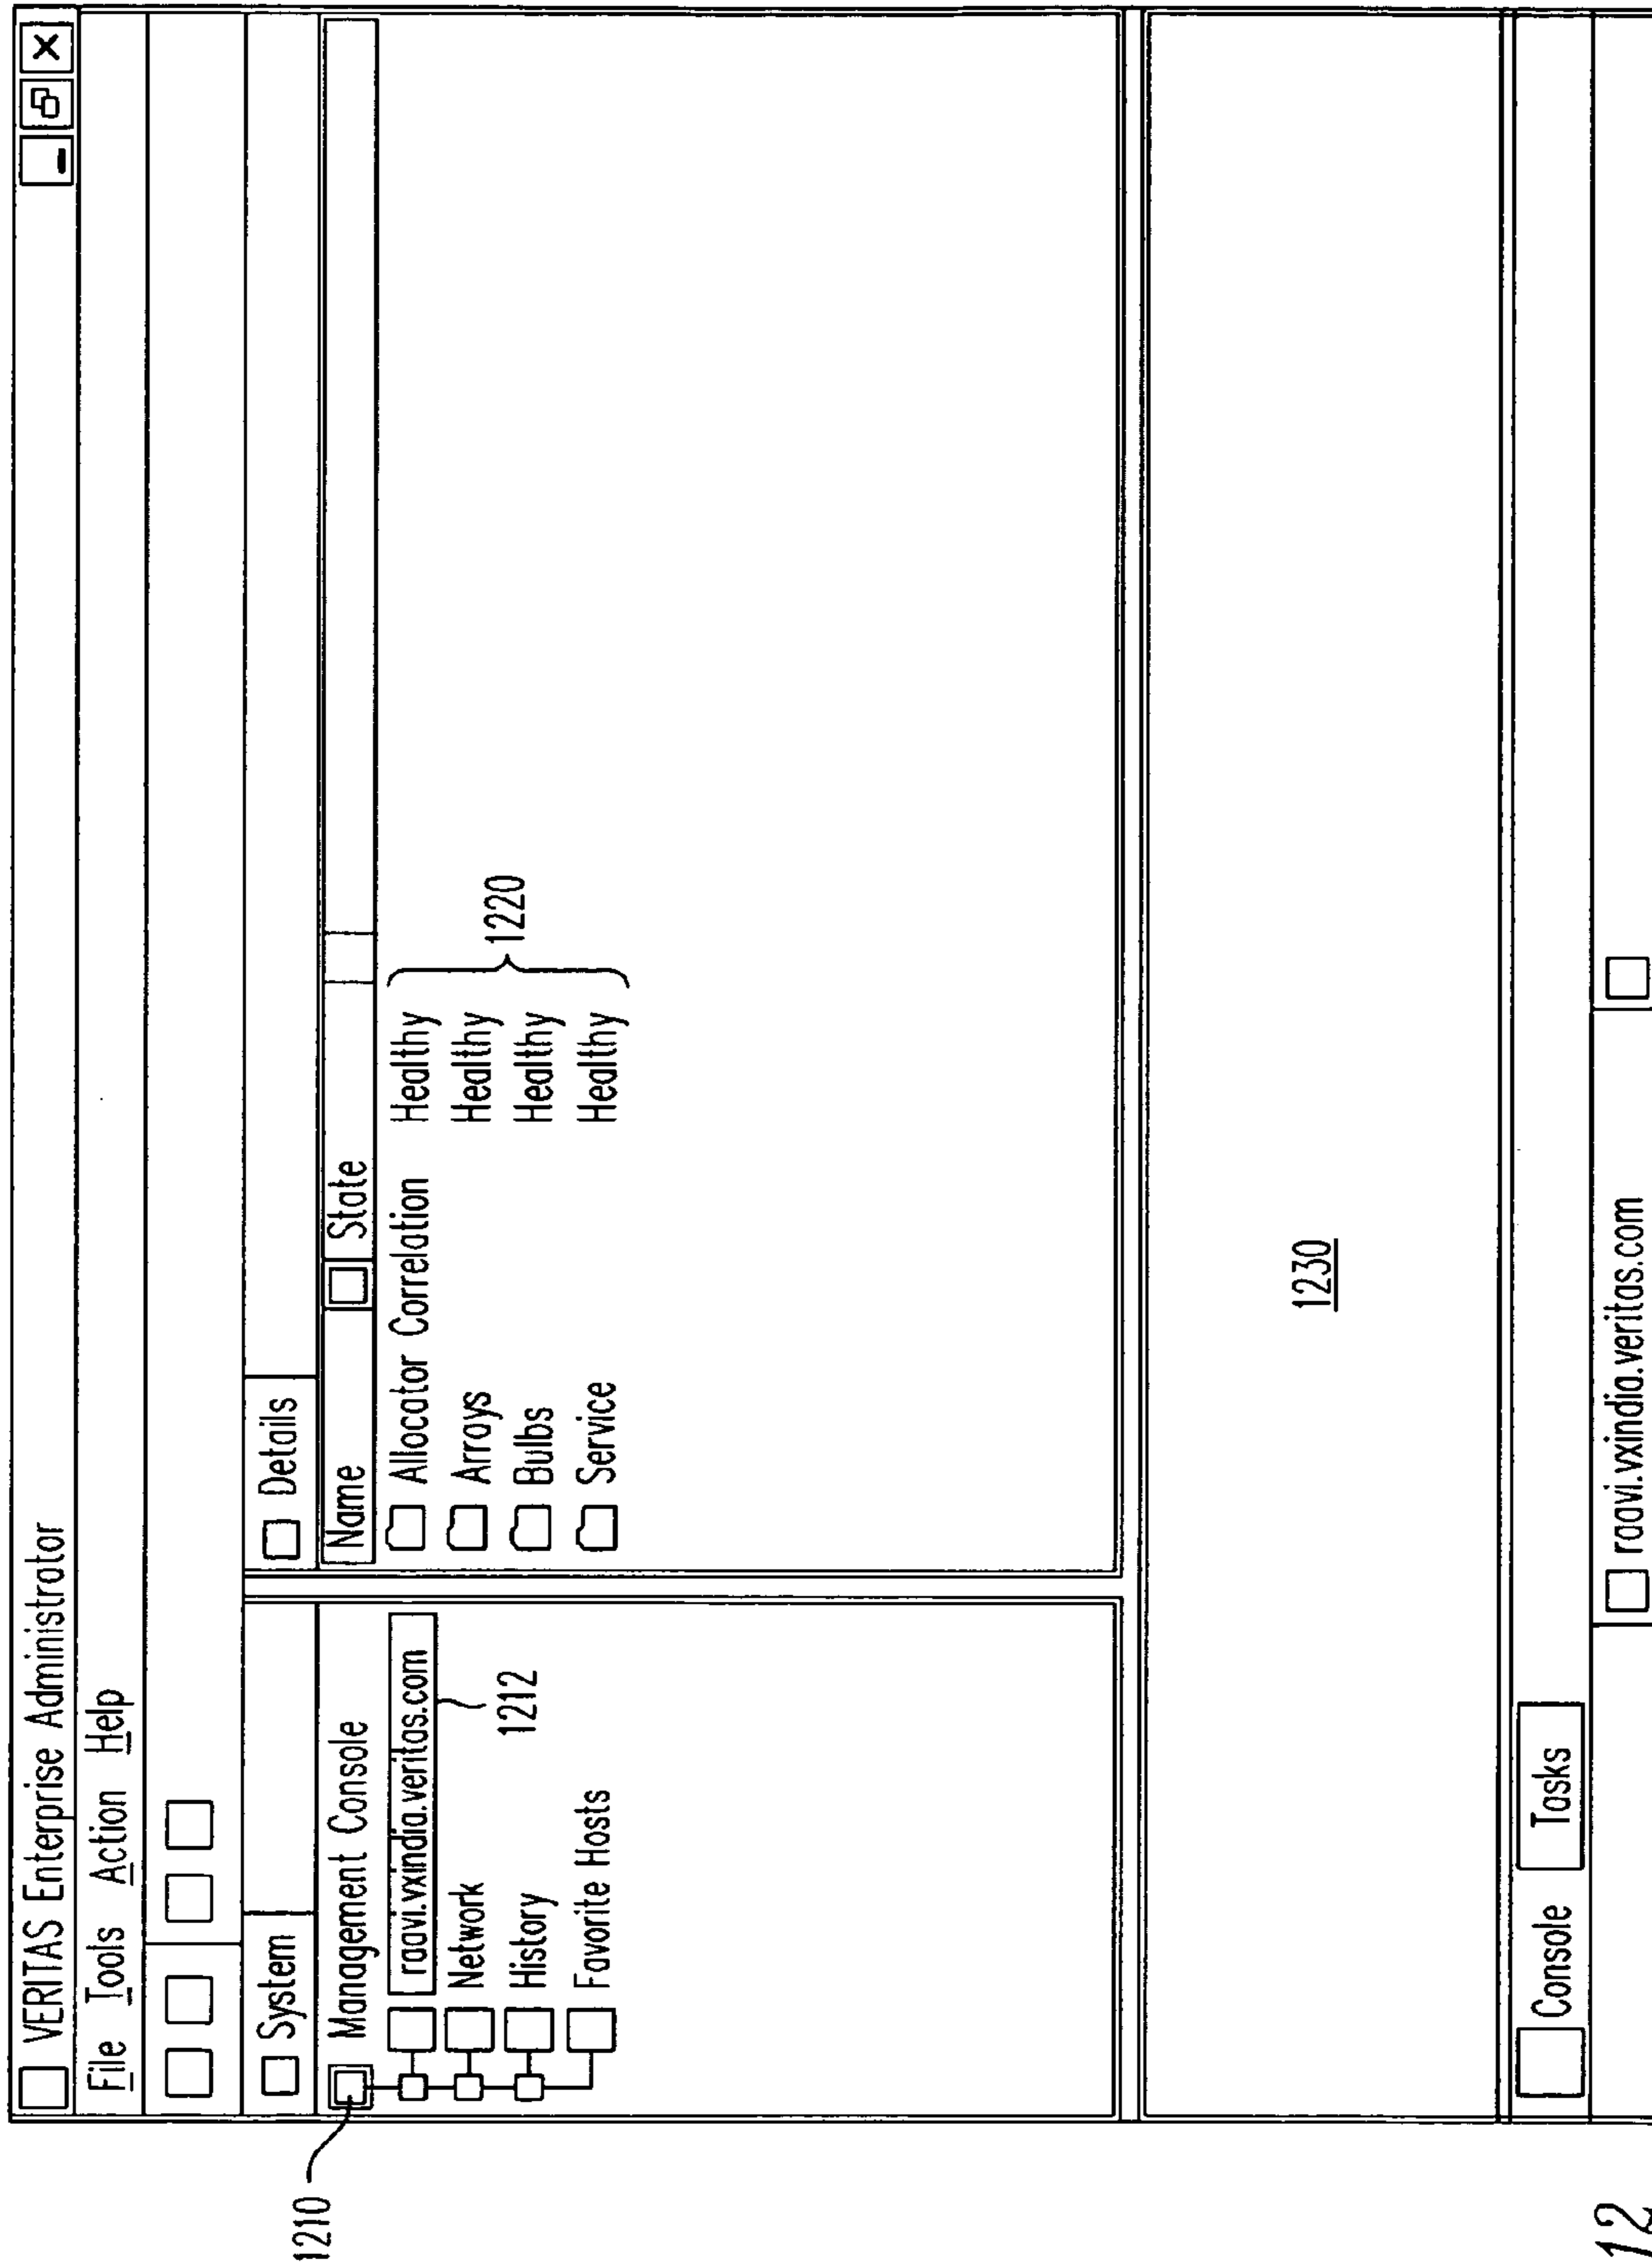 VERITAS Enterprise Administrator
File Tools Action Help
System
Details
1210
Management Console
Name State
raavi.vxindia.veritas.com
Allocator Correlation Healthy
Network
Arrays Healthy
1212
1220
History
Bulbs Healthy
Favorite Hosts
Service Healthy
1230
Console Tasks
raavi.vxindia.veritas.com
12